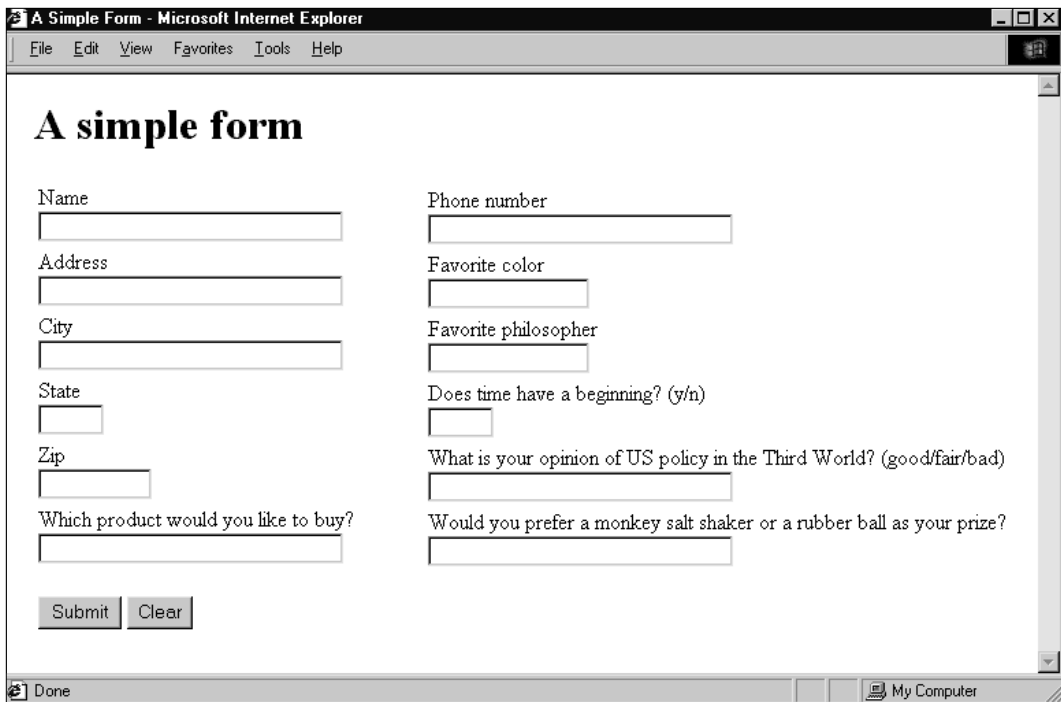 A Simple Form - Microsoft Internet Explorer
File Edit View Favorites Tools Help
A simple form
Name
Address
City
State
Zip
Which product would you like to buy?
Phone number
Favorite color
Favorite philosopher
Does time have a beginning? (y/n)
What is your opinion of US policy in the Third World? (good/fair/bad)
Would you prefer a monkey salt shaker or a rubber ball as your prize?
Submit Clear
Done My Computer